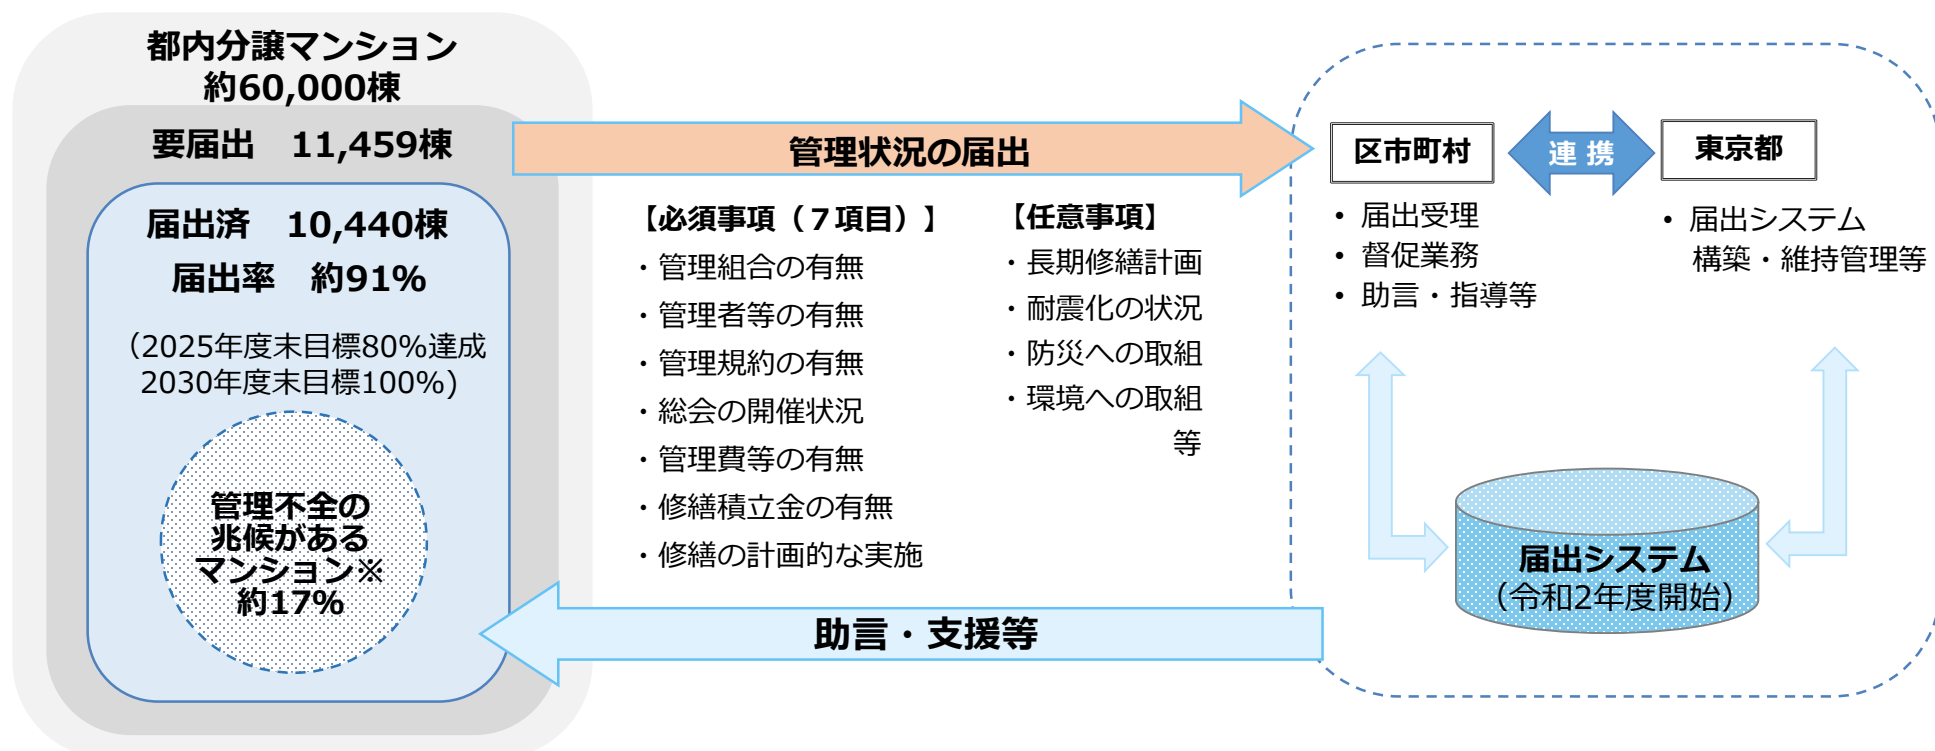 都内分譲マンション
約60,000棟
要届出　11,459棟
届出済　10,440棟
届出率　約91%
（2025年度末目標80%達成
2030年度末目標100%)
管理不全の
兆候がある
マンション※
約17%
管理状況の届出
【必須事項（７項目）】
・管理組合の有無
・管理者等の有無
・管理規約の有無
・総会の開催状況
・管理費等の有無
・修繕積立金の有無
・修繕の計画的な実施
【任意事項】
・長期修繕計画
・耐震化の状況
・防災への取組
・環境への取組
等
助言・支援等
区市町村
連 携
東京都
• 届出受理
• 督促業務
• 助言・指導等
• 届出システム
構築・維持管理等
届出システム
（令和2年度開始）